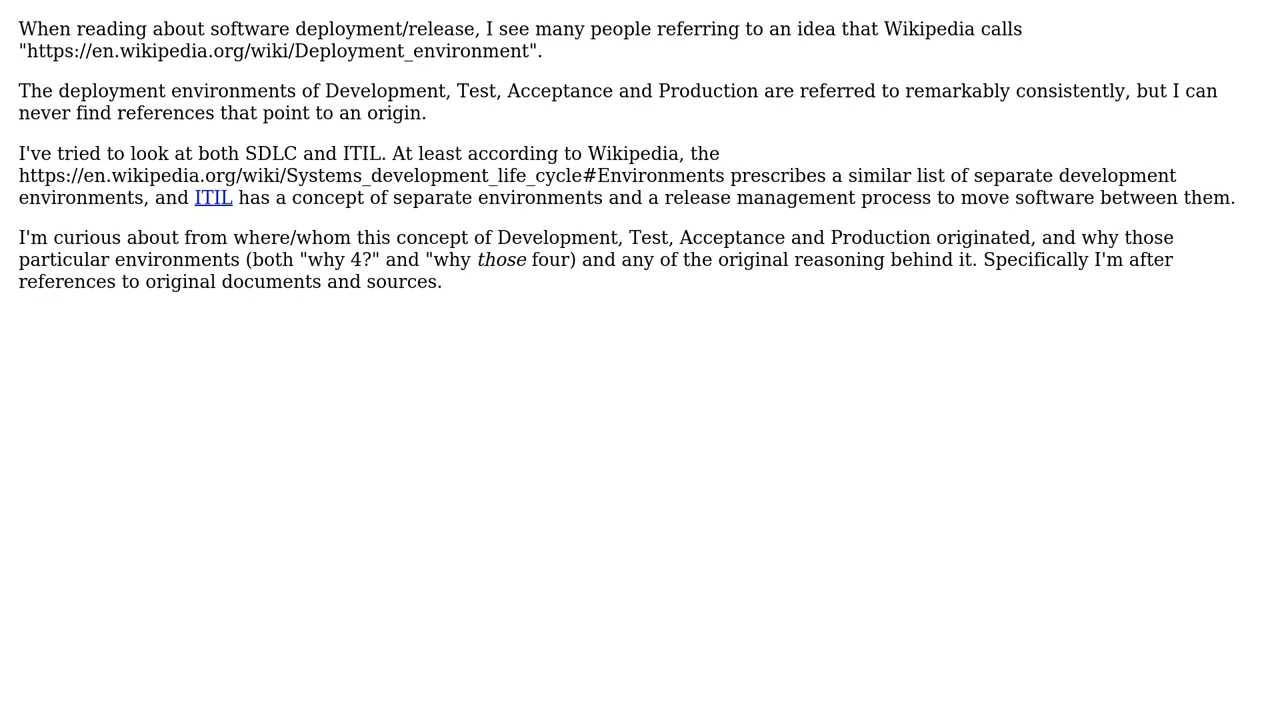 When reading about software deployment/release, I see many people referring to an idea that Wikipedia calls
"https://en.wikipedia.org/wiki/Deployment_environment".
The deployment environments of Development, Test, Acceptance and Production are referred to remarkably consistently, but I can
never find references that point to an origin.
I've tried to look at both SDLC and ITIL. At least according to Wikipedia, the
https://en.wikipedia.org/wiki/Systems_development_life_cycle#Environments prescribes a similar list of separate development
environments, and ITIL has a concept of separate environments and a release management process to move software between them.
I'm curious about from where/whom this concept of Development, Test, Acceptance and Production originated, and why those
particular environments (both "why 4?" and "why those four) and any of the original reasoning behind it. Specifically I'm after
references to original documents and sources.